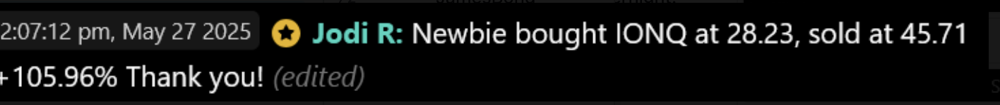 2:07:12 pm, May 27 2025 Jodi R: Newbie bought IONQ at 28.23, sold at 45.71
+105.96% Thank you! (edited)